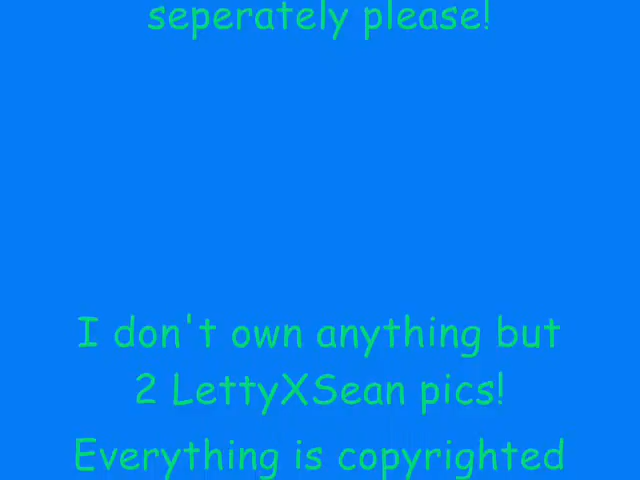 seperately please!
I don't own anything but
2 LettyXSean pics!
Everything is copyrighted